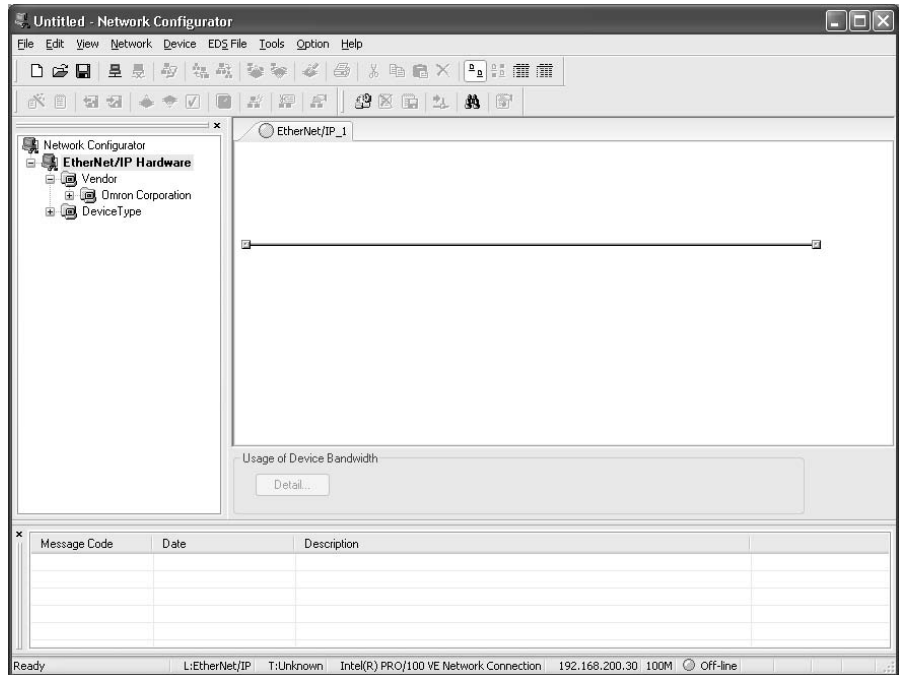 Untitled - Network Configurator
File Edit View Network Device EDS File Tools Option Help
EtherNet/IP_1
Network Configurator
EtherNet/IP Hardware
Vendor
Omron Corporation
DeviceType
Usage of Device Bandwidth
Detail...
Message Code Date Description
Ready L:EtherNet/IP T:Unknown Intel(R) PRO/100 VE Network Connection 192.168.200.30 100M Off-line